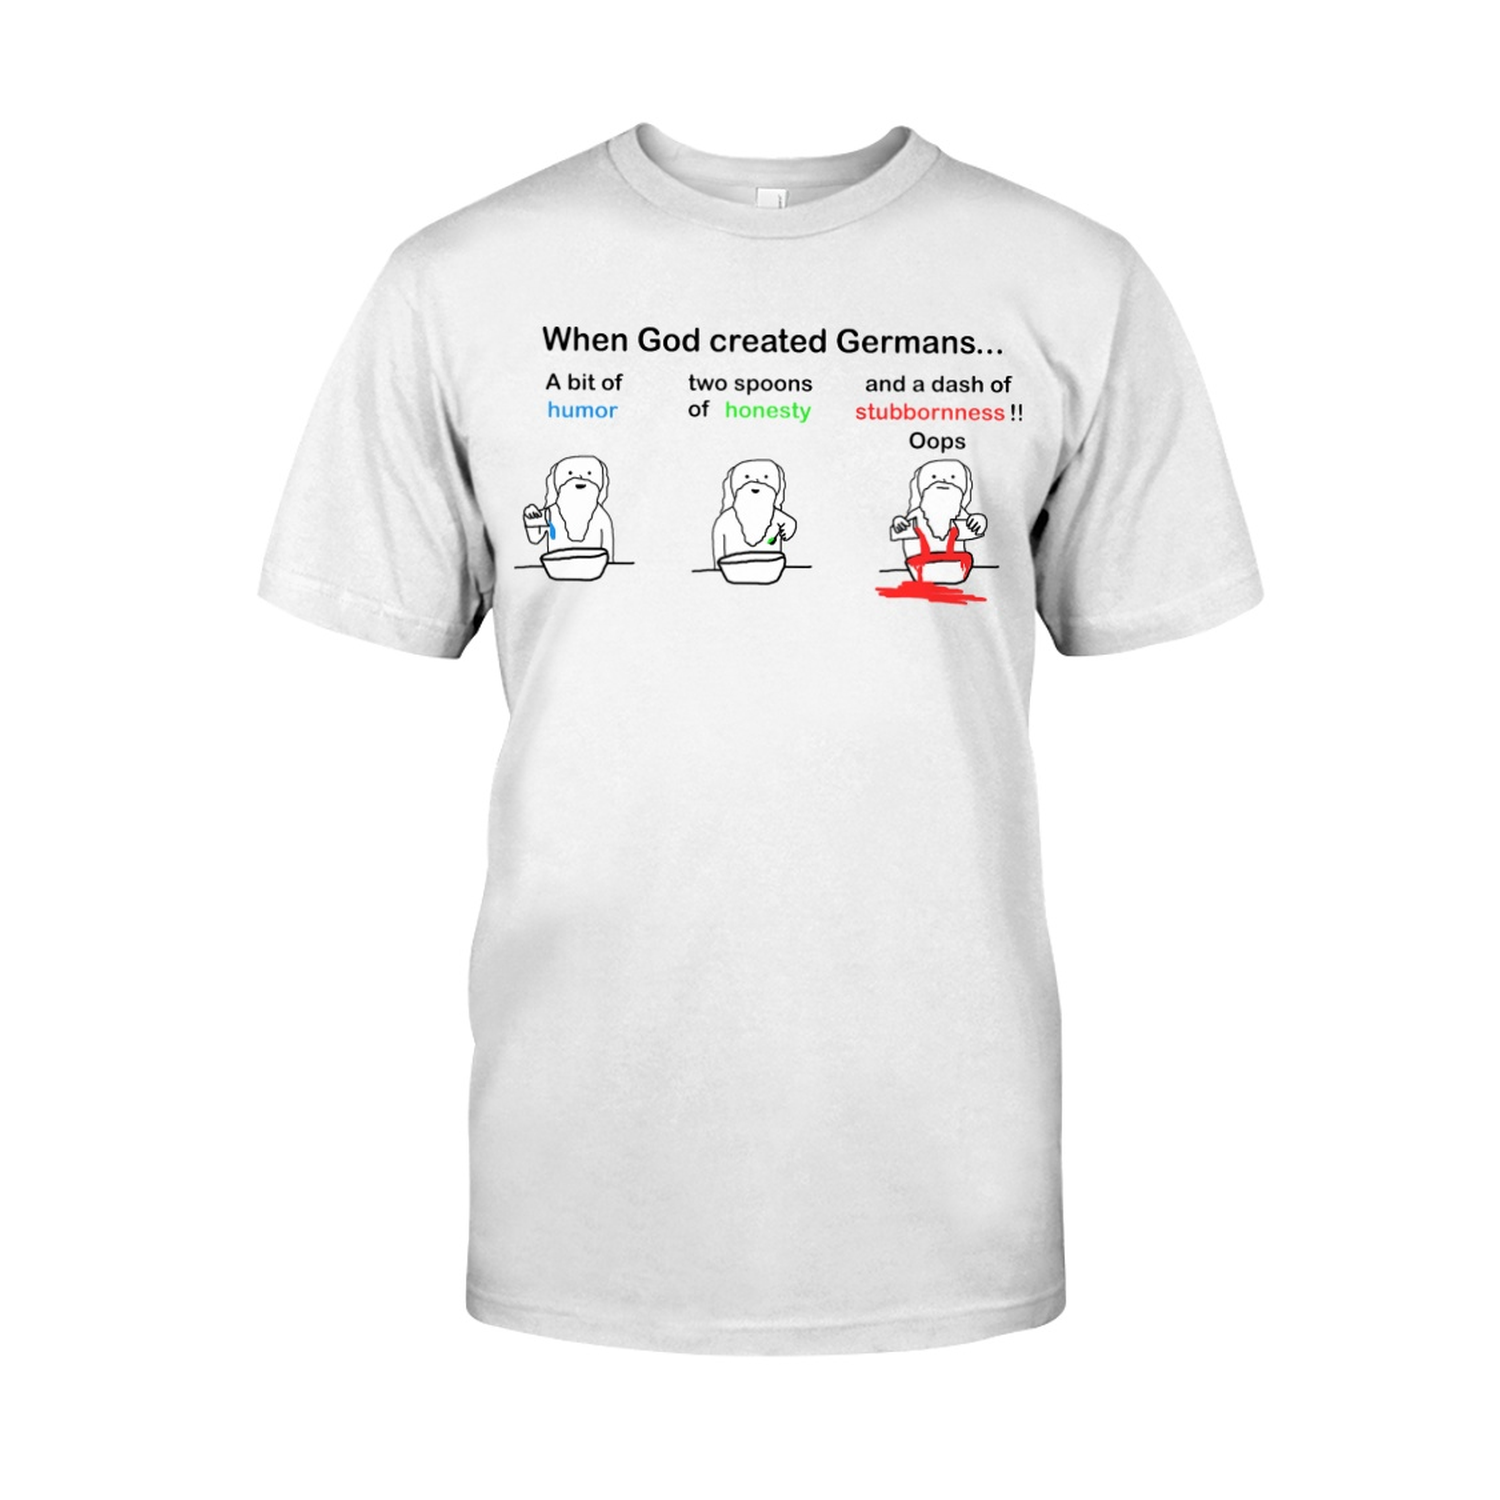 When God created Germans...
A bit of
humor
two spoons
of honesty
and a dash of
stubbornness !!
Oops